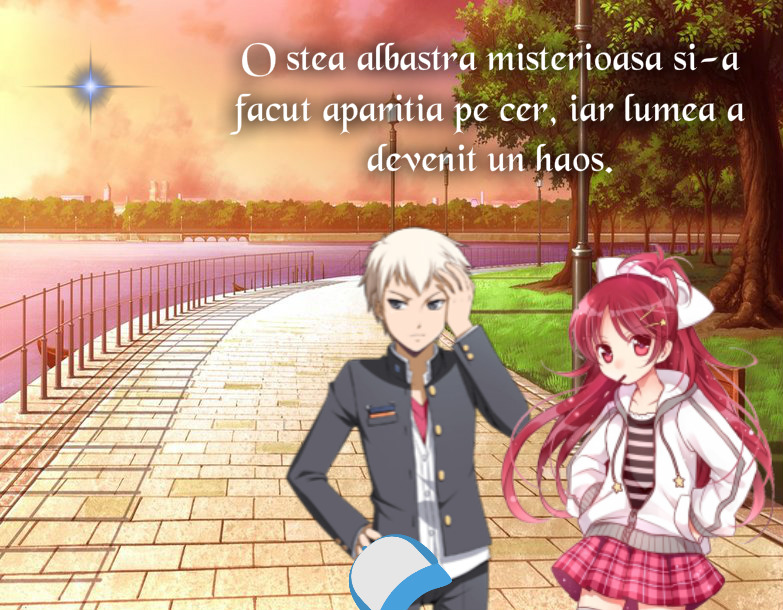 O stea albastra misterioasa si-a
facut aparitia pe cer, iar lumea a
devenit un haos.